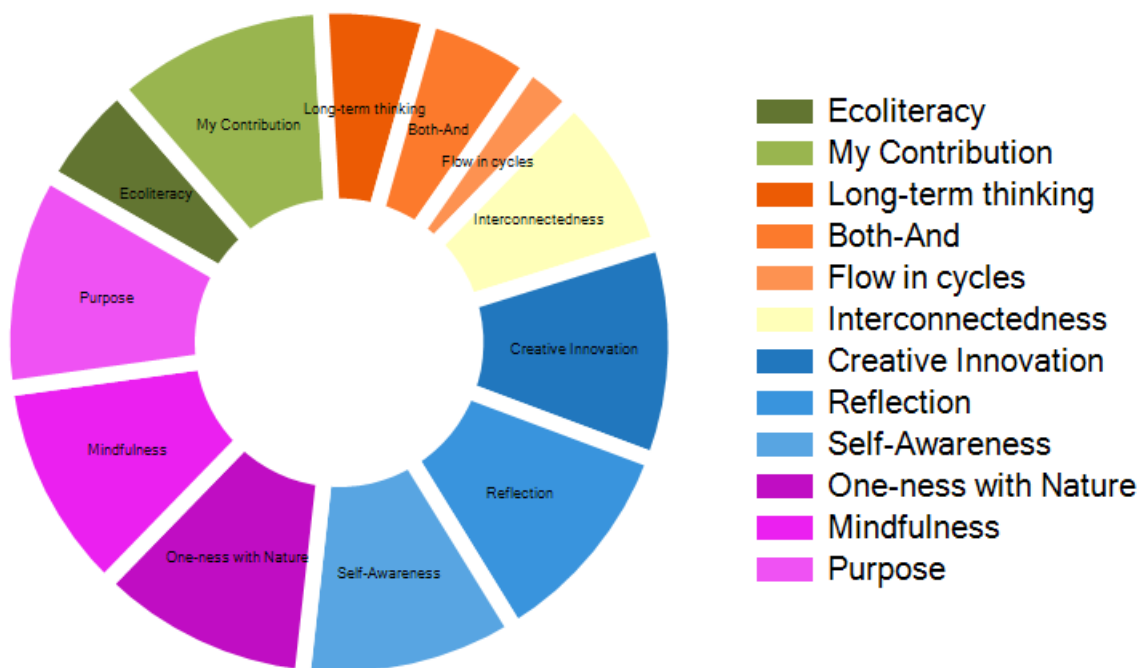 Long-term thinking
My Contribution
Both-And
Flow in cycles
Ecoliteracy
Interconnectedness
Purpose
Creative Innovation
Mindfulness
Reflection
One-ness with Nature
Self-Awareness
Ecoliteracy
My Contribution
Long-term thinking
Both-And
Flow in cycles
Interconnectedness
Creative Innovation
Reflection
Self-Awareness
One-ness with Nature
Mindfulness
Purpose